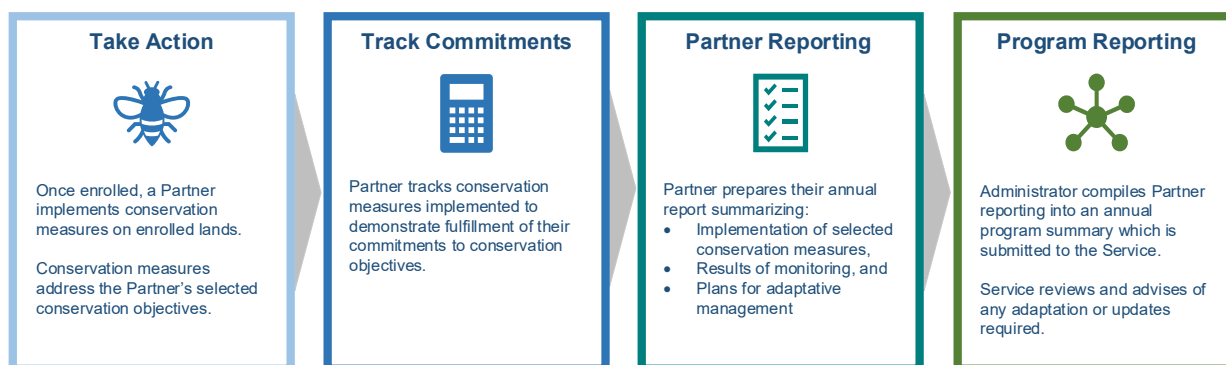 Take Action
Once enrolled, a Partner
implements conservation
measures on enrolled lands.
Conservation measures
address the Partner's selected
conservation objectives.
Track Commitments
Partner tracks conservation
measures implemented to
demonstrate fulfillment of their
commitments to conservation
objectives.
Partner Reporting
Partner prepares their annual
report summarizing:
• Implementation of selected
conservation measures,
• Results of monitoring, and
• Plans for adaptative
management
Program Reporting
Administrator compiles Partner
reporting into an annual
program summary which is
submitted to the Service.
Service reviews and advises of
any adaptation or updates
required.